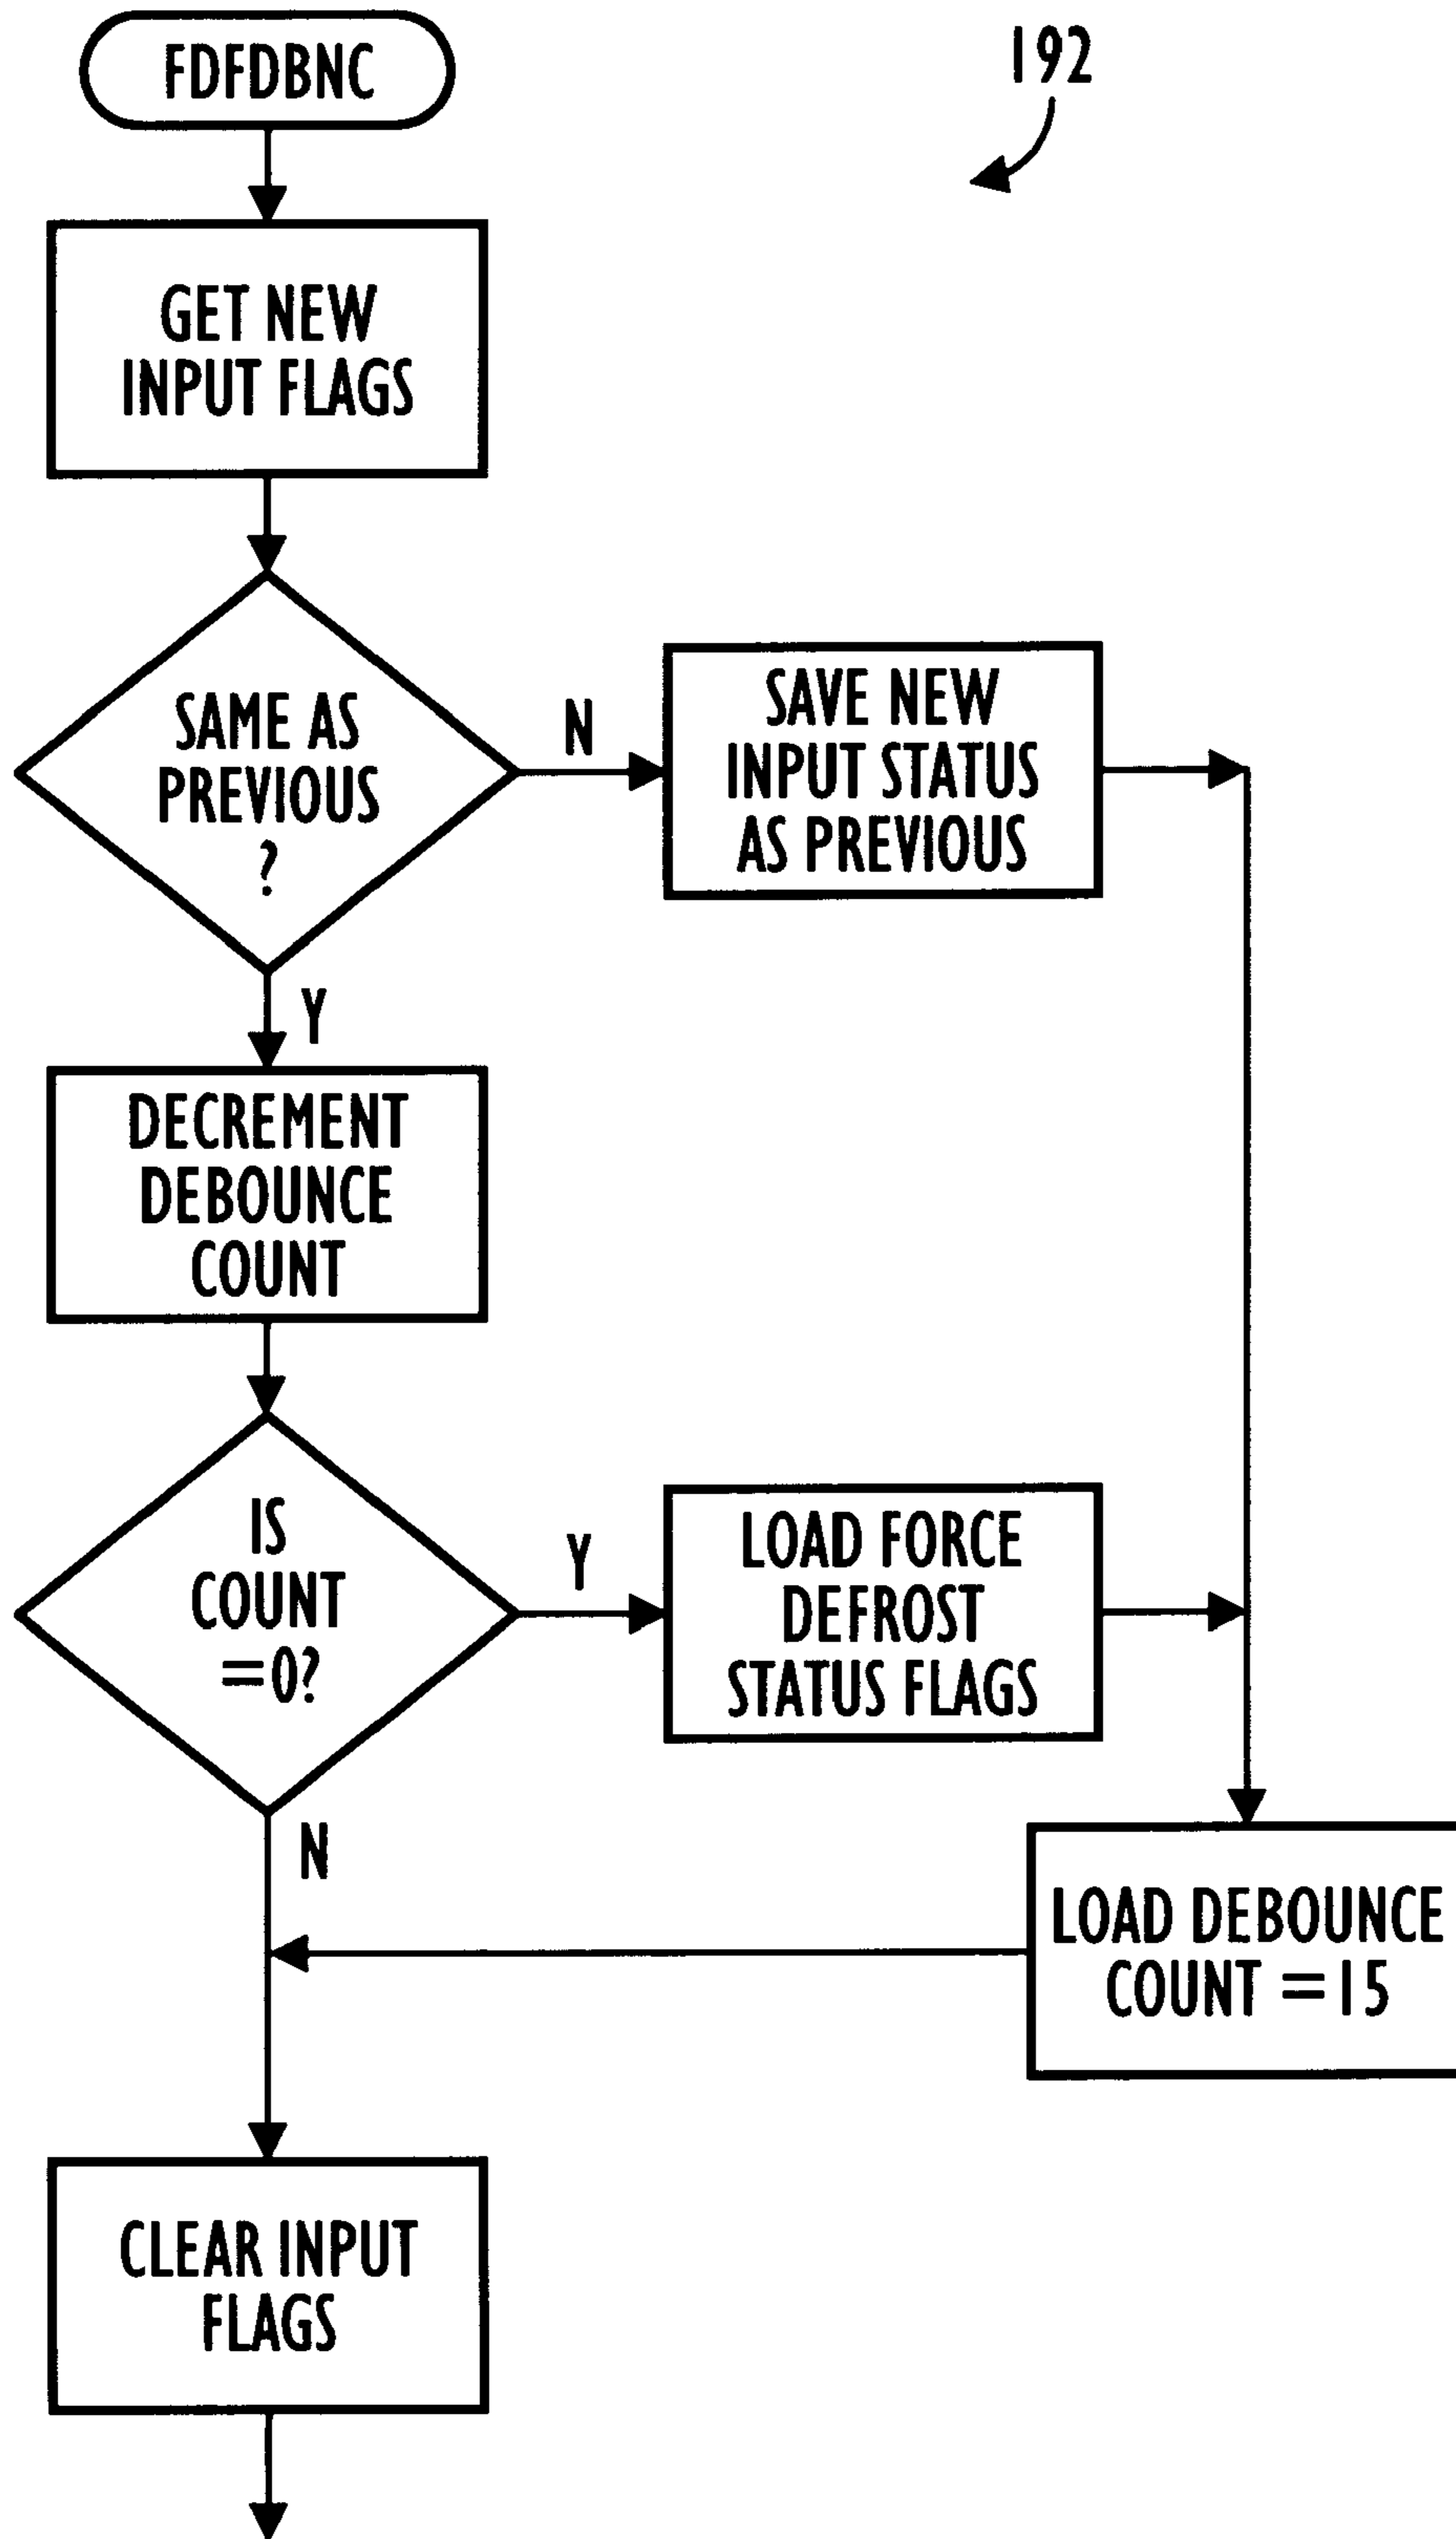 FDFDBNC
192
GET NEW
INPUT FLAGS
SAME AS
PREVIOUS
?
N
SAVE NEW
INPUT STATUS
AS PREVIOUS
Y
DECREMENT
DEBOUNCE
COUNT
IS
COUNT
=0?
Y
LOAD FORCE
DEFROST
STATUS FLAGS
N
LOAD DEBOUNCE
COUNT =15
CLEAR INPUT
FLAGS